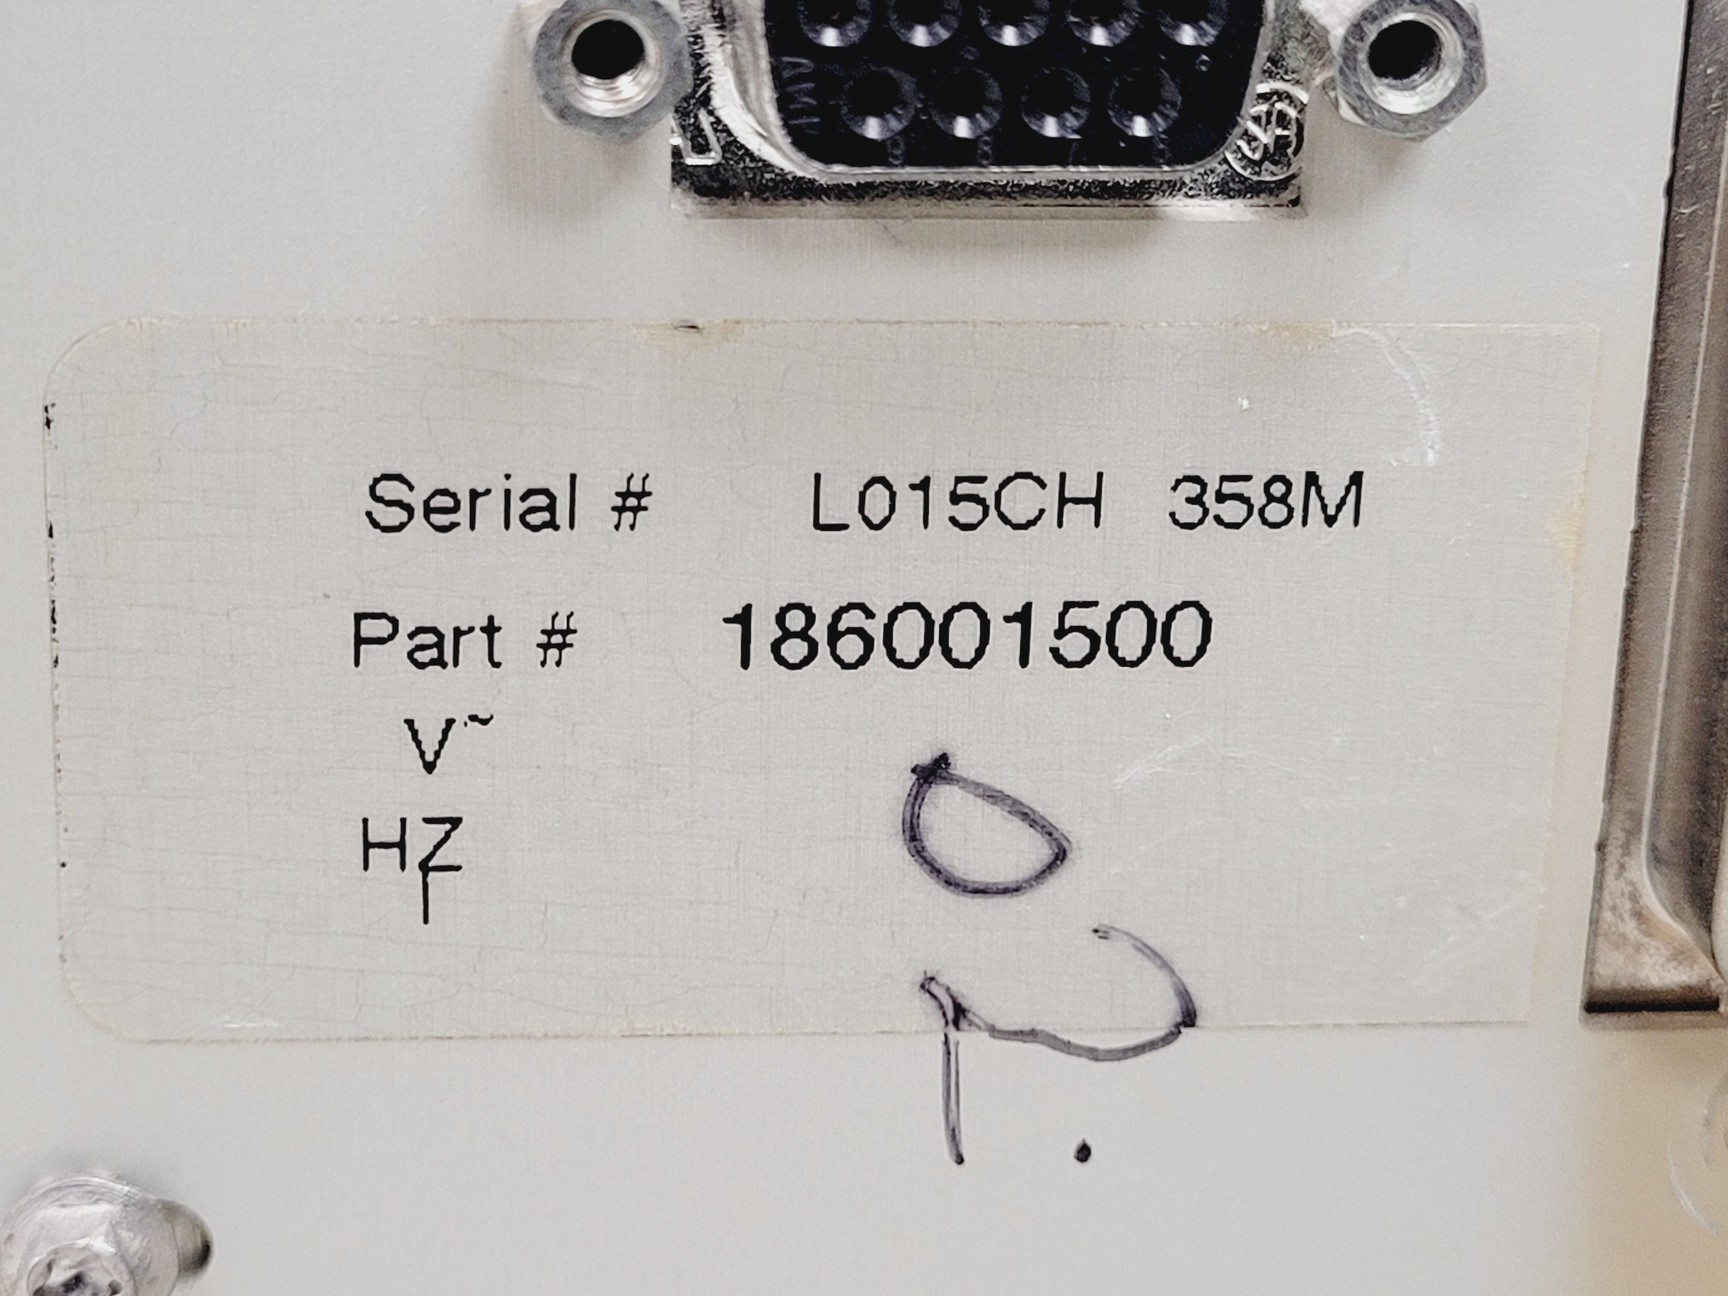 Serial # L015CH 358M
Part # 186001500
V~
HZ
I